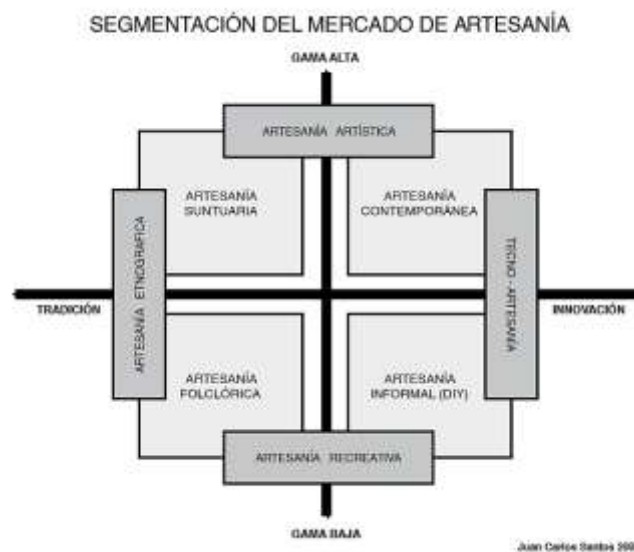 SEGMENTACIÓN DEL MERCADO DE ARTESANÍA
GAMA ALTA
ARTESANÍA ARTÍSTICA
ARTESANÍA
SUNTUARIA
ARTESANÍA
CONTEMPORÁNEA
ARTESANÍA ETNOGRAFICA
TECNO - ARTESANÍA
TRADICIÓN
INNOVACIÓN
ARTESANÍA
FOLCLÓRICA
ARTESANÍA
INFORMAL (DIY)
ARTESANÍA RECREATIVA
GAMA BAJA
Juan Carlos Santos